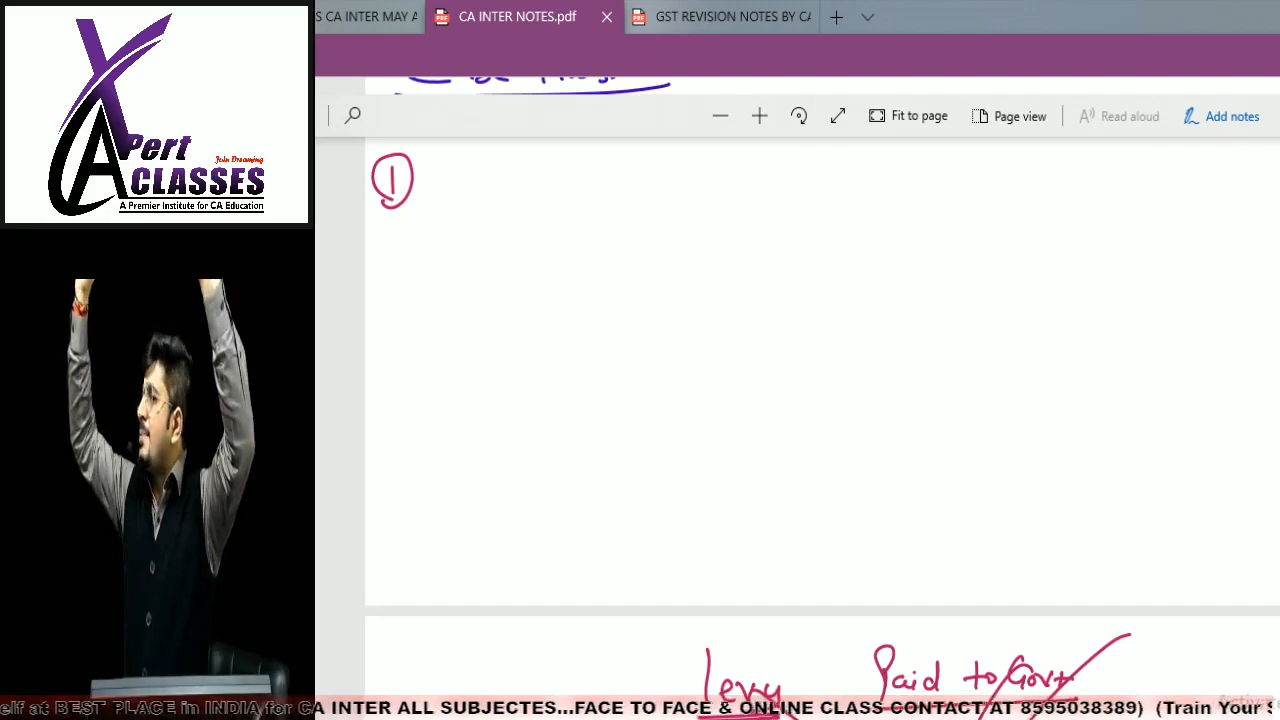 S CA INTER MAY A
CA INTER NOTES.pdf
GST REVISION NOTES BY CA
Fit to page
Page view
Read aloud
Add notes
XPert
Join Dreaming
CA CLASSES
A Premier Institute for CA Education
1
Levy Paid to Govt
elf at BEST PLACE in INDIA for CA INTER ALL SUBJECTES...FACE TO FACE & ONLINE CLASS CONTACT AT 8595038389) (Train Your S